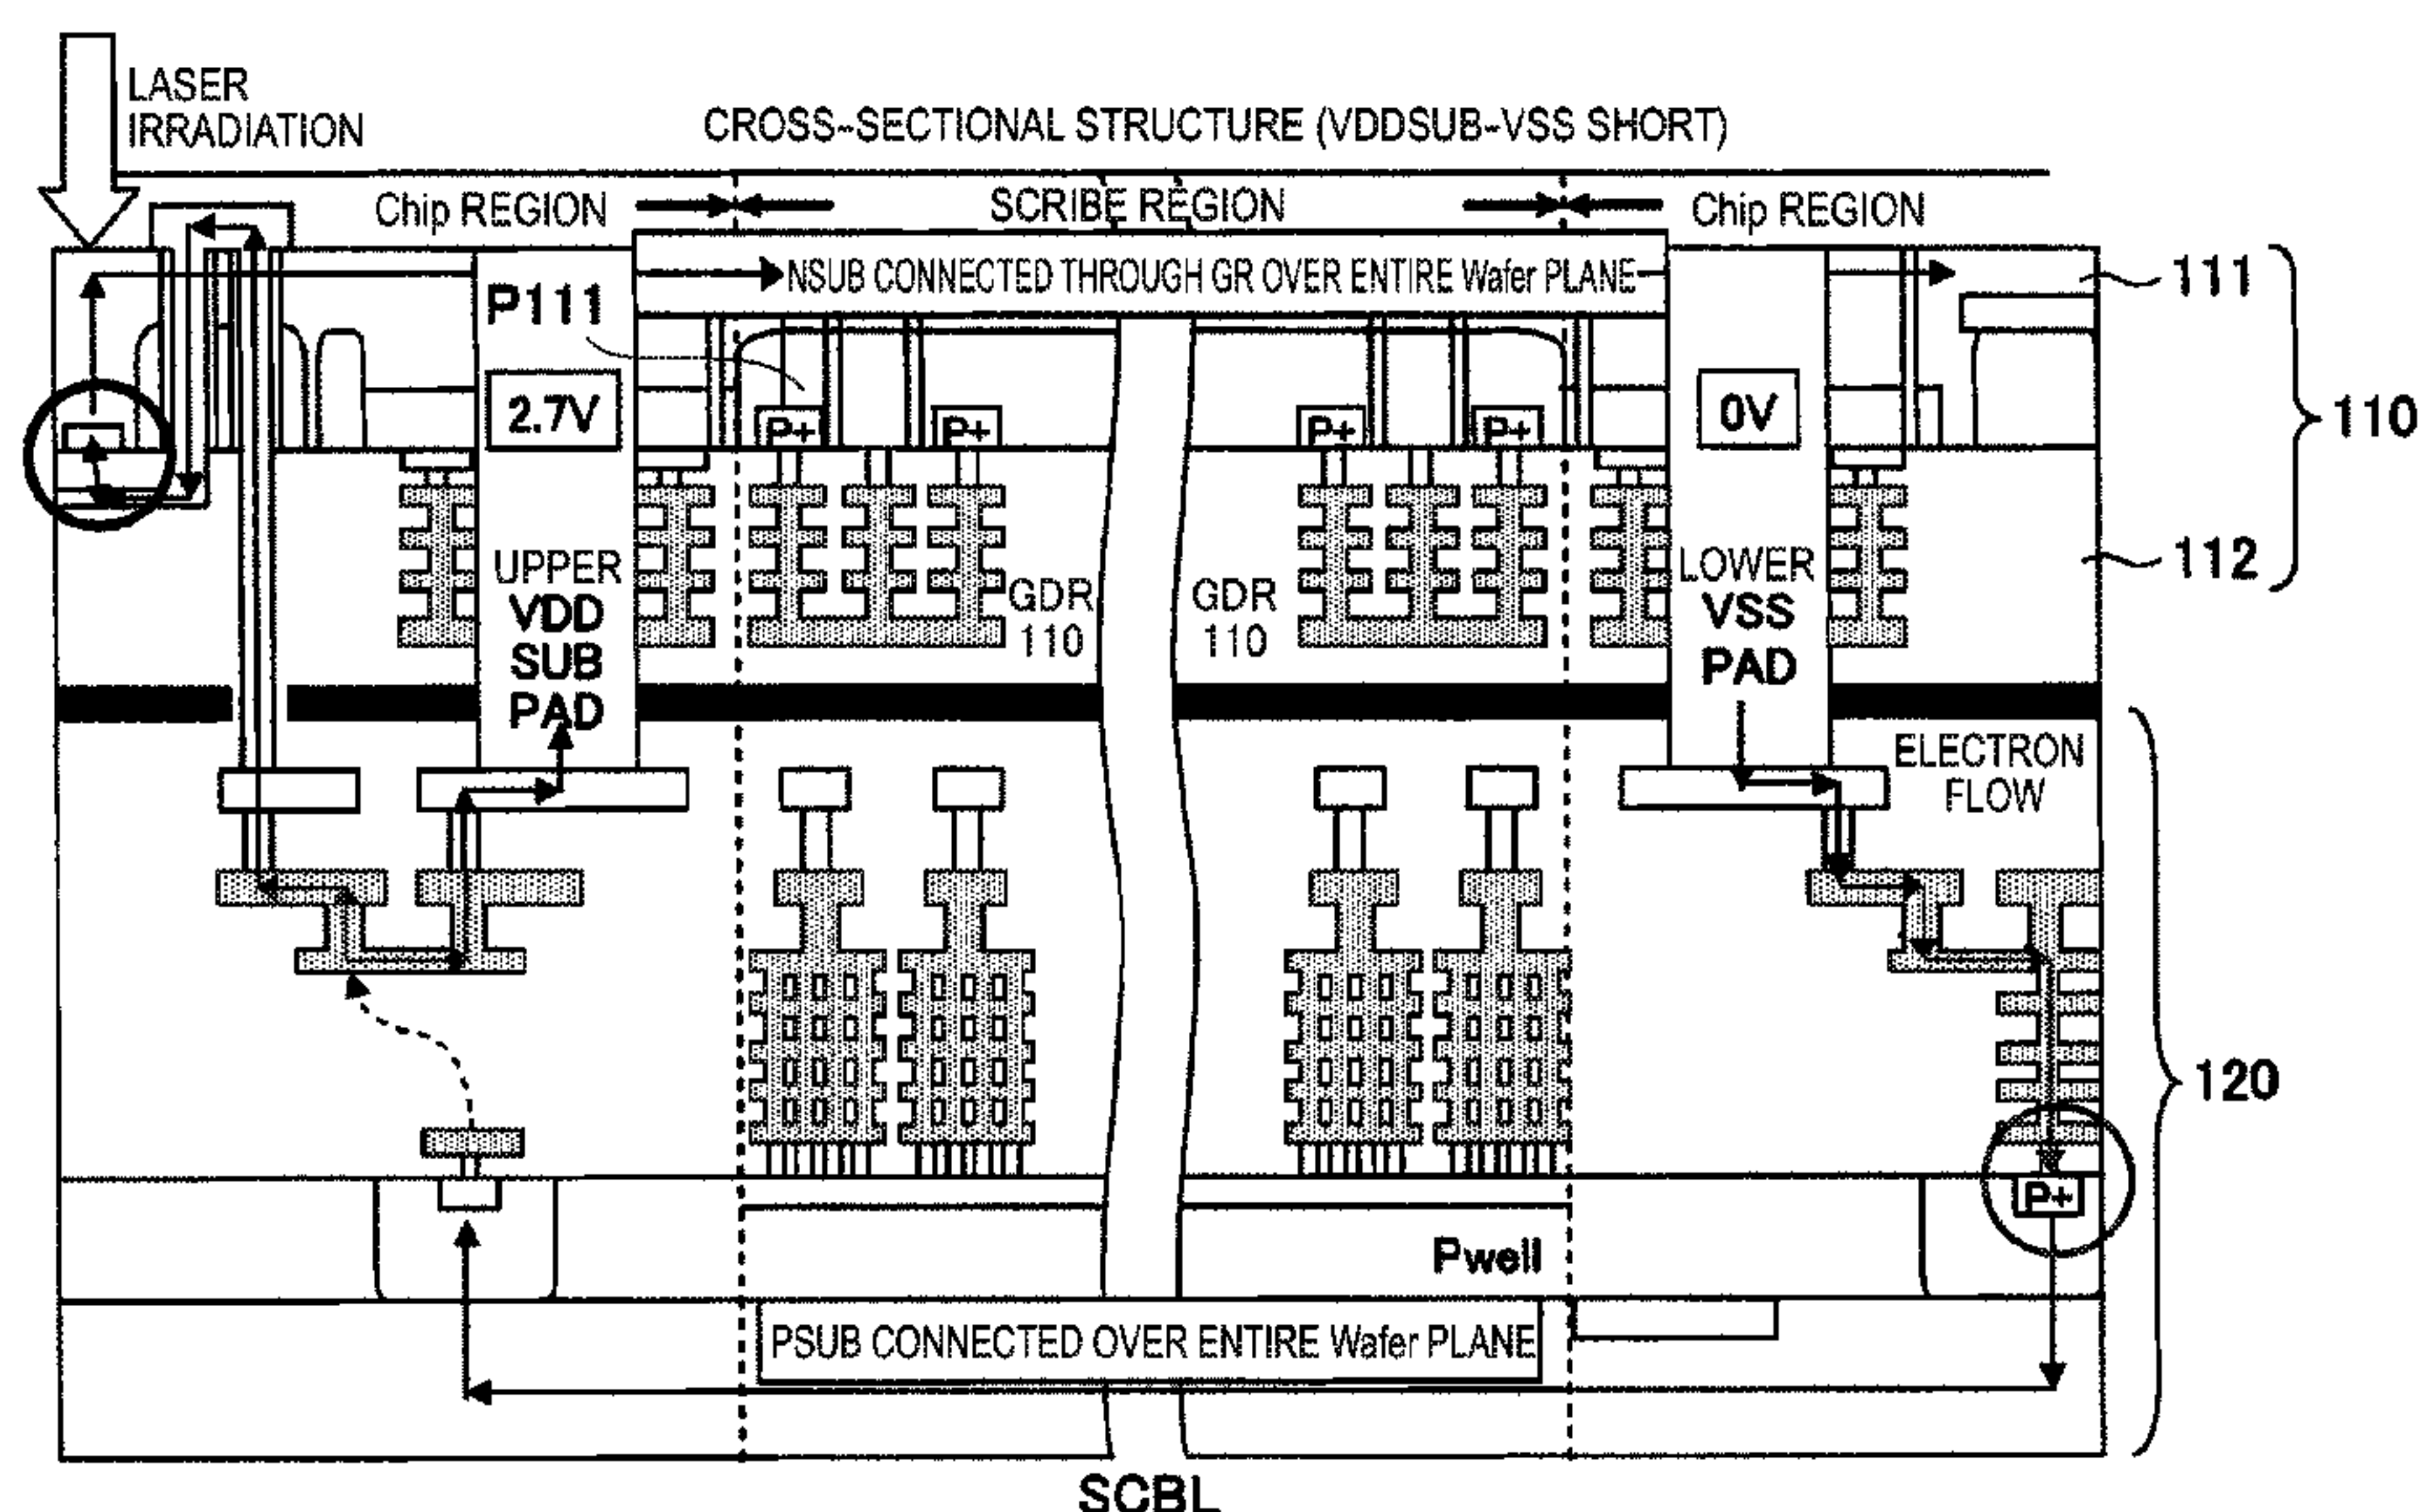 LASER
IRRADIATION
CROSS-SECTIONAL STRUCTURE (VDDSUB-VSS SHORT)
Chip REGION
SCRIBE REGION
Chip REGION
NSUB CONNECTED THROUGH GR OVER ENTIRE Wafer PLANE
111
P111
110
2.7V
0V
P+
P+
P+
P+
112
UPPER
VDD
SUB
PAD
GDR
110
GDR
110
LOWER
VSS
PAD
ELECTRON
FLOW
120
P+
Pwell
PSUB CONNECTED OVER ENTIRE Wafer PLANE
SCBL